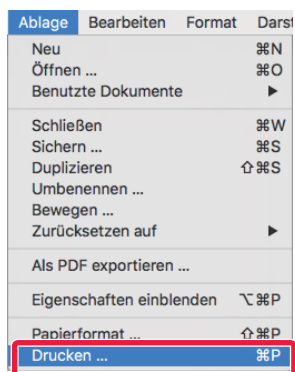 Ablage Bearbeiten Format Darst
Neu ⌘N
Öffnen ... ⌘O
Benutzte Dokumente ▶
Schließen ⌘W
Sichern ... ⌘S
Duplizieren ⇧⌘S
Umbenennen ...
Bewegen ...
Zurücksetzen auf ▶
Als PDF exportieren ...
Eigenschaften einblenden ⌥⌘P
Papierformat ... ⇧⌘P
Drucken ... ⌘P